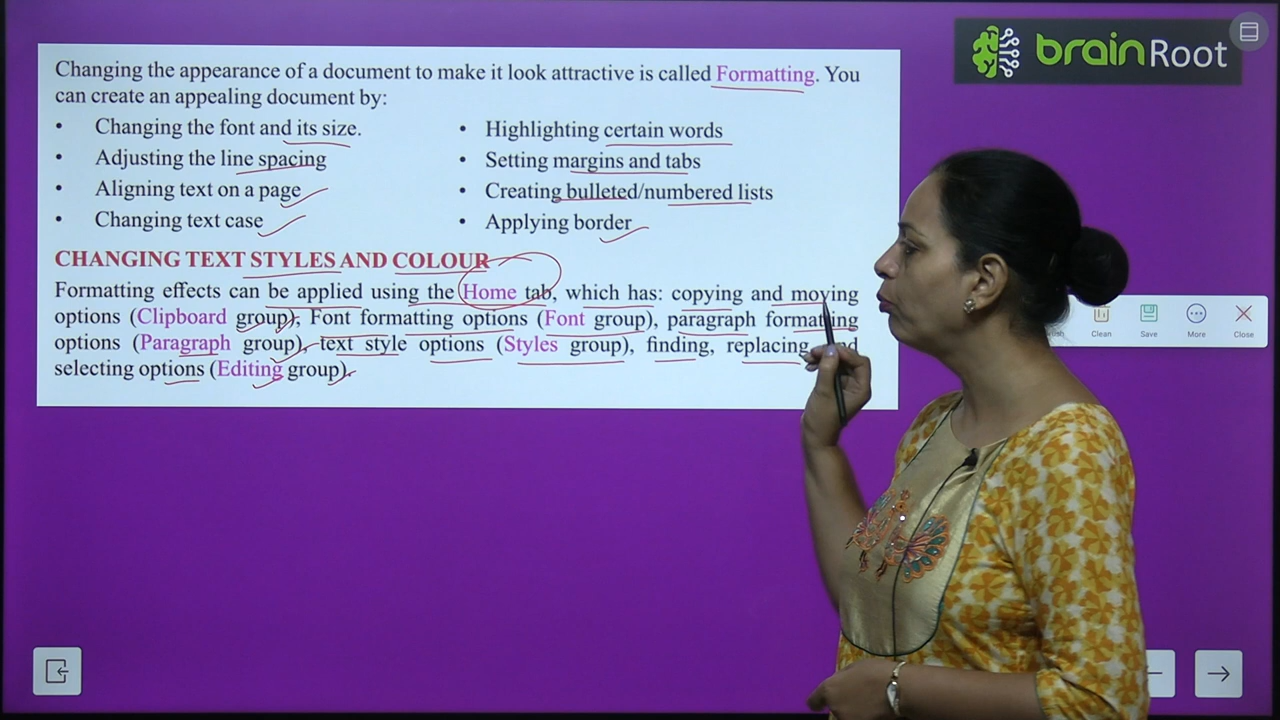 brainRoot
Changing the appearance of a document to make it look attractive is called Formatting. You
can create an appealing document by:
• Changing the font and its size.
• Adjusting the line spacing
• Aligning text on a page
• Changing text case
• Highlighting certain words
• Setting margins and tabs
• Creating bulleted/numbered lists
• Applying border
CHANGING TEXT STYLES AND COLOUR
Formatting effects can be applied using the Home tab, which has: copying and moving
options (Clipboard group), Font formatting options (Font group), paragraph formatting
options (Paragraph group), text style options (Styles group), finding, replacing
selecting options (Editing group).
Clean Save More Close